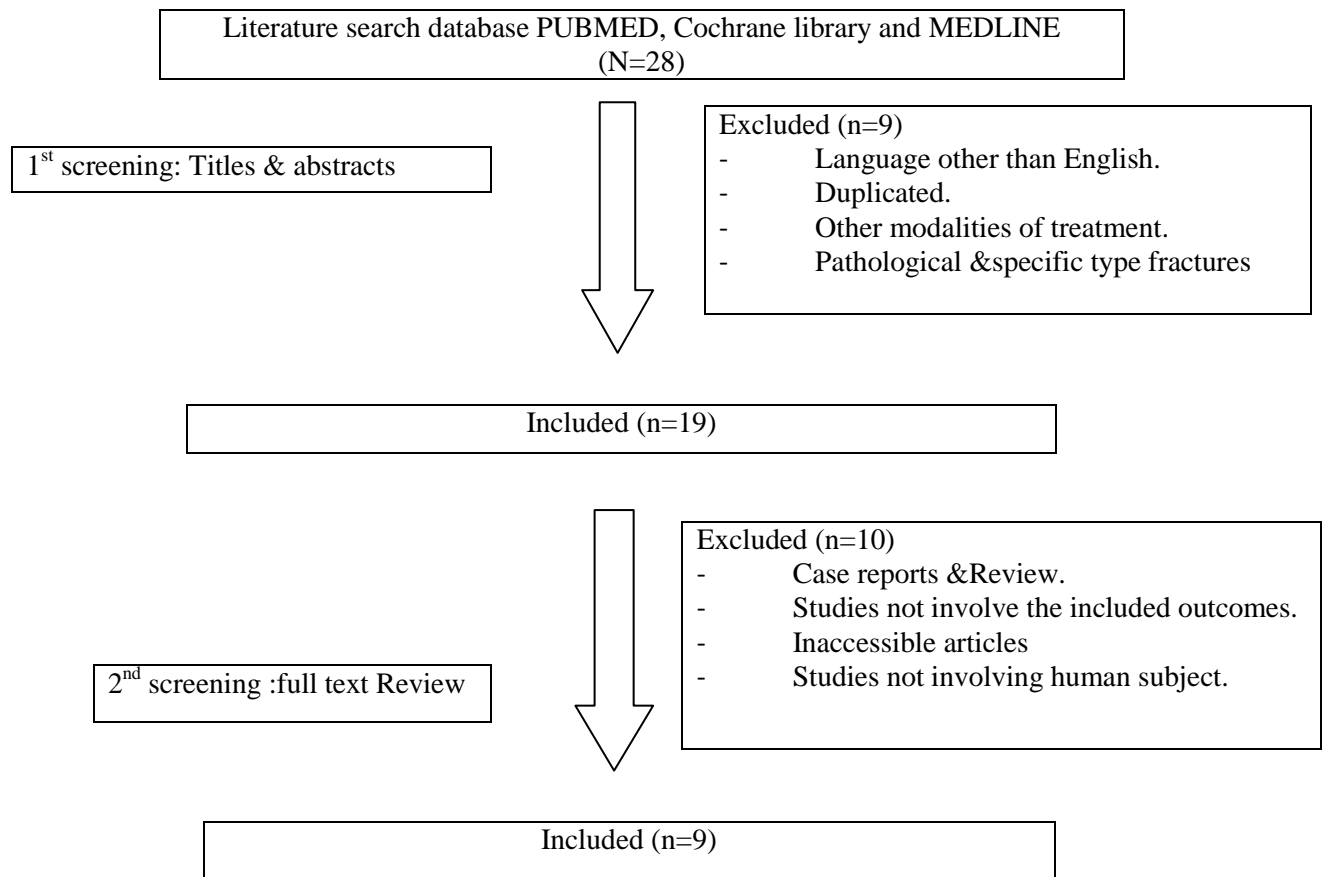 Literature search database PUBMED, Cochrane library and MEDLINE
(N=28)
1st screening: Titles & abstracts
Excluded (n=9)
- Language other than English.
- Duplicated.
- Other modalities of treatment.
- Pathological &specific type fractures
Included (n=19)
2nd screening :full text Review
Excluded (n=10)
- Case reports &Review.
- Studies not involve the included outcomes.
- Inaccessible articles
- Studies not involving human subject.
Included (n=9)